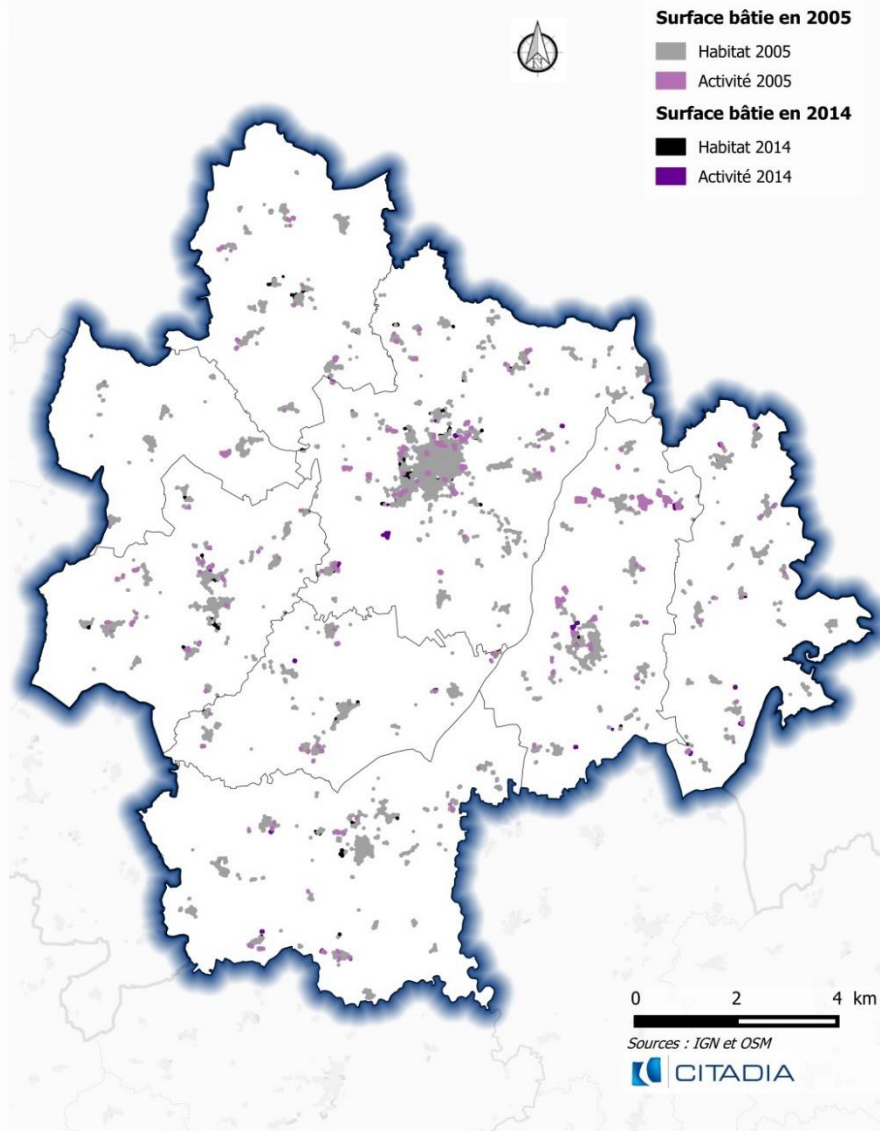 Surface bâtie en 2005
Habitat 2005
Activité 2005
Surface bâtie en 2014
Habitat 2014
Activité 2014
N
0 2 4 km
Sources : IGN et OSM
CITADIA